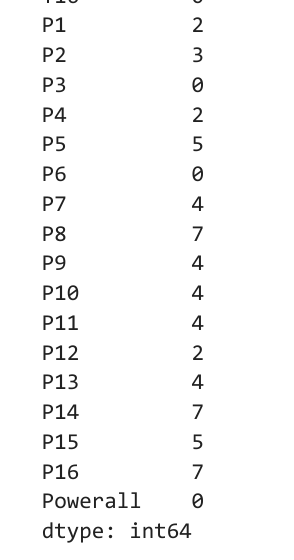 P1 2
P2 3
P3 0
P4 2
P5 5
P6 0
P7 4
P8 7
P9 4
P10 4
P11 4
P12 2
P13 4
P14 7
P15 5
P16 7
Powerall 0
dtype: int64